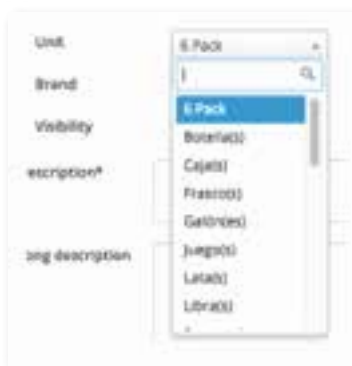 Unit
6 Pack
Brand
6 Pack
Visibility
Botella(s)
Caja(s)
escription*
Frasco(s)
Galón(es)
Juego(s)
ong description
Lata(s)
Libra(s)